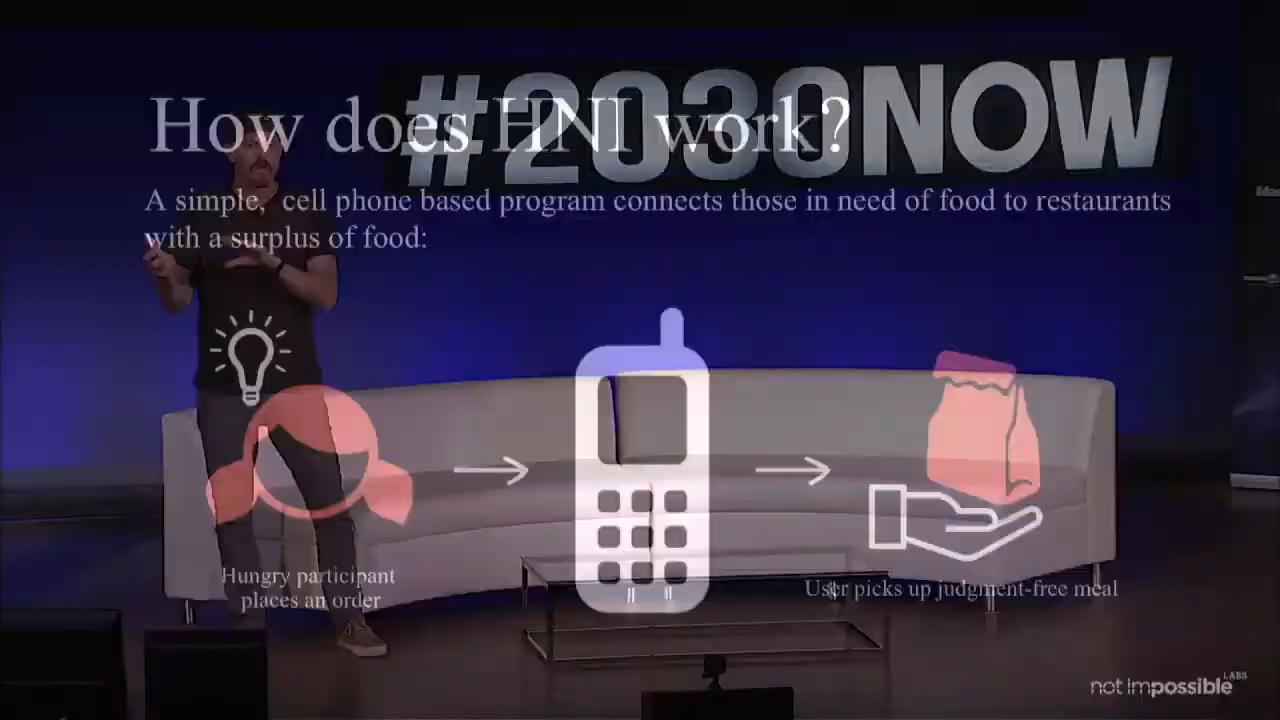 #2030NOW
How does HNI work?
A simple, cell phone based program connects those in need of food to restaurants
with a surplus of food:
Hungry participant
places an order
User picks up judgment-free meal
not impossible LABS